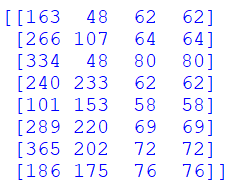 [[163  48  62  62]
 [266 107  64  64]
 [334  48  80  80]
 [240 233  62  62]
 [101 153  58  58]
 [289 220  69  69]
 [365 202  72  72]
 [186 175  76  76]]